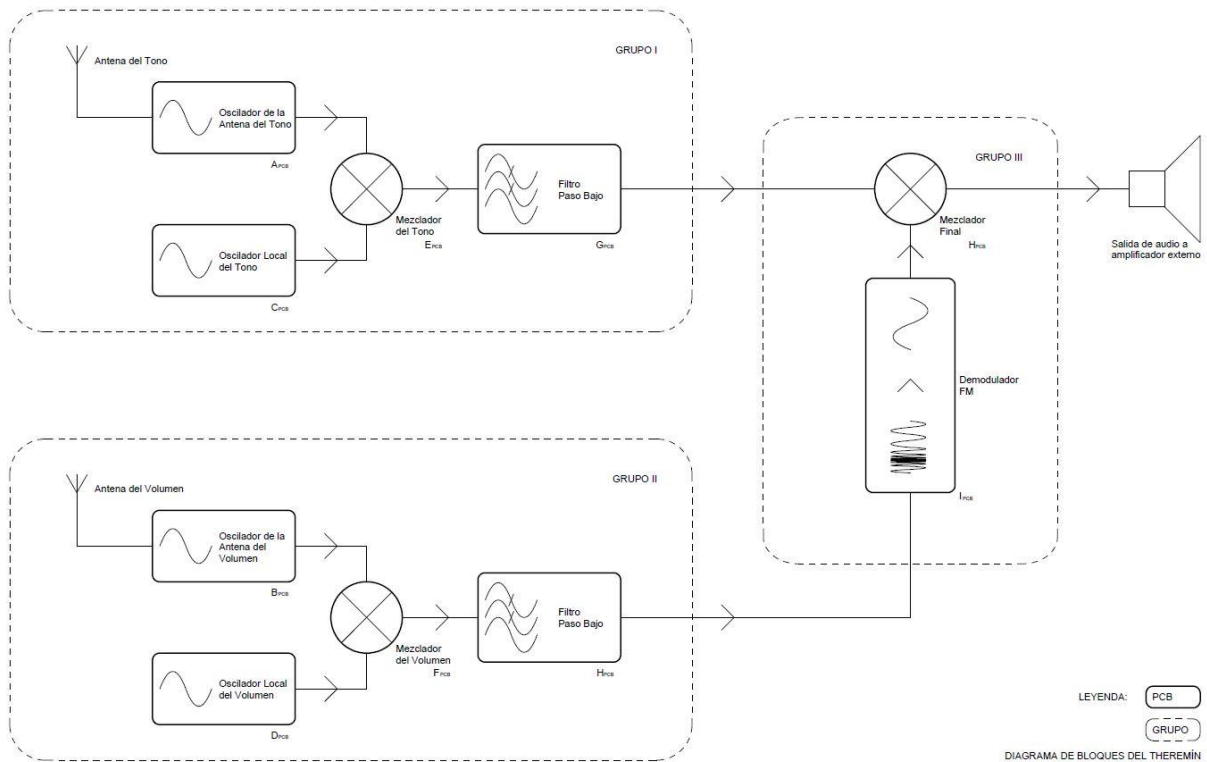 GRUPO I
Antena del Tono
Oscilador de la
Antena del Tono
APCB
Mezclador
del Tono
EPCB
Filtro
Paso Bajo
GPCB
Oscilador Local
del Tono
CPCB
GRUPO III
Mezclador
Final
HPCB
Salida de audio a
amplificador externo
Demodulador
FM
IPCB
GRUPO II
Antena del Volumen
Oscilador de la
Antena del
Volumen
BPCB
Mezclador
del Volumen
FPCB
Filtro
Paso Bajo
HPCB
Oscilador Local
del Volumen
DPCB
LEYENDA:
PCB
GRUPO
DIAGRAMA DE BLOQUES DEL THEREMÍN